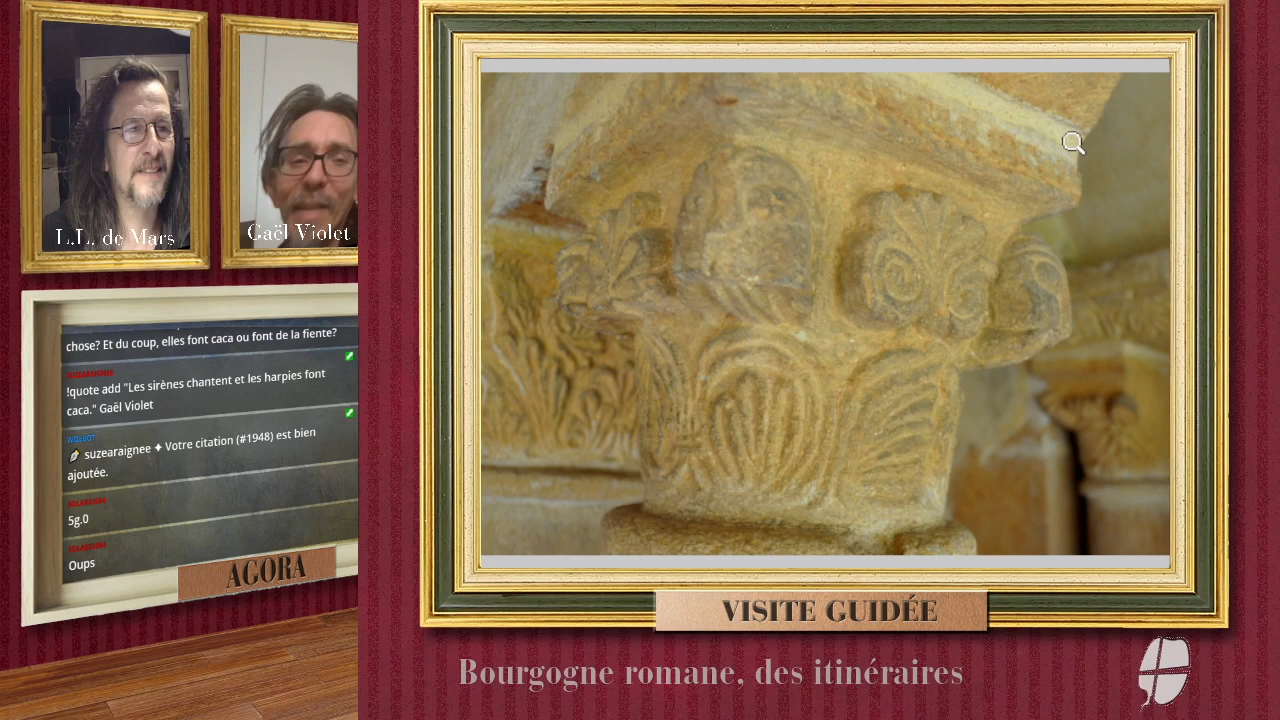 L.L. de Mars
Gaël Violet
chose? Et du coup, elles font caca ou font de la fiente?
SUZEARAIGNEE
!quote add "Les sirènes chantent et les harpies font
caca." Gaël Violet
WIZEBOT
suzearaignee ✦ Votre citation (#1948) est bien
ajoutée.
5g.0
Oups
AGORA
VISITE GUIDÉE
Bourgogne romane, des itinéraires